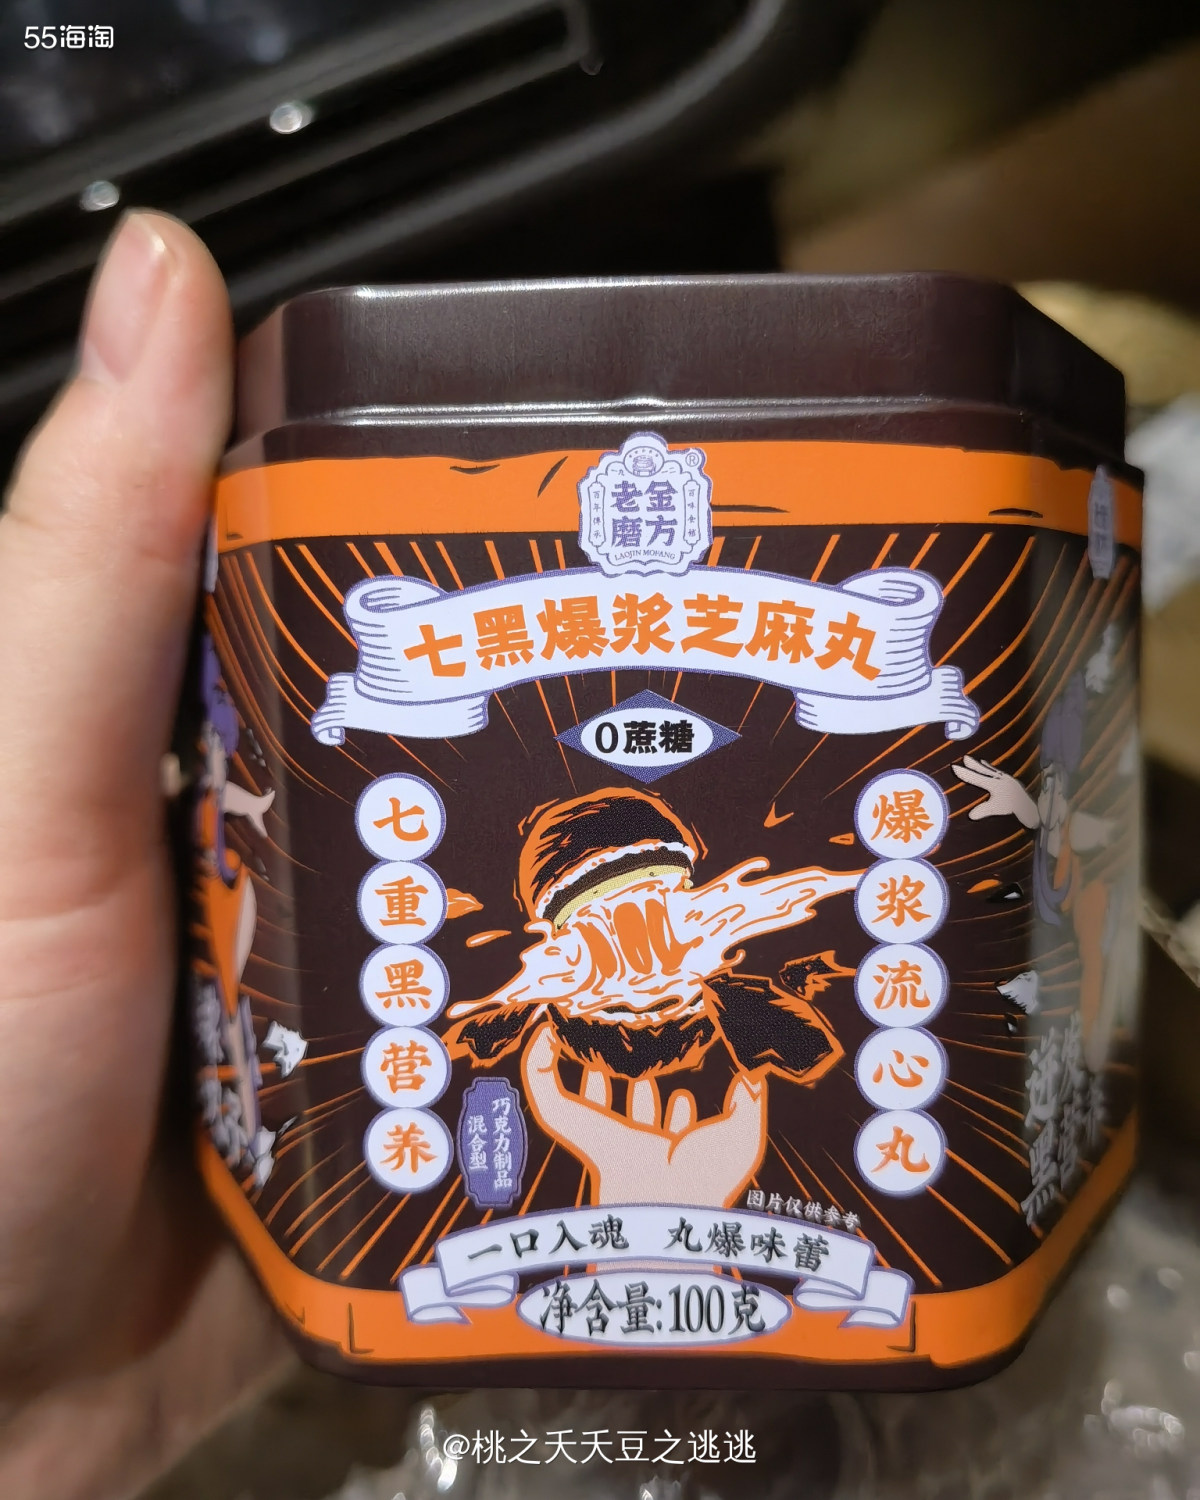 55海淘
老金
磨方
LAOJIN MOFANG
®
七黑爆浆芝麻丸
0蔗糖
七重黑营养
爆浆流心丸
巧克力制品
混合型
图片仅供参考
一口入魂 丸爆味蕾
净含量:100克
@桃之夭夭豆之逃逃